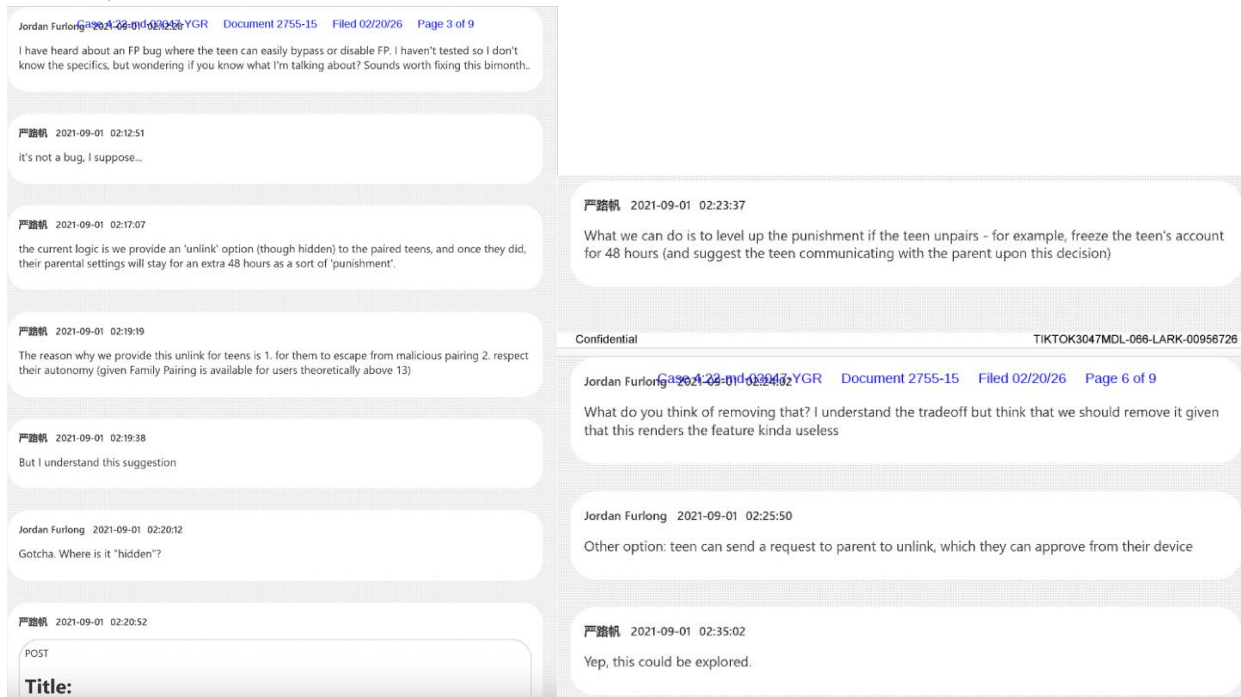 Jordan Furlong 2021-09-01 02:12:28
Case 4:22-md-03047-YGR Document 2755-15 Filed 02/20/26 Page 3 of 9
I have heard about an FP bug where the teen can easily bypass or disable FP. I haven't tested so I don't
know the specifics, but wondering if you know what I'm talking about? Sounds worth fixing this bimonth..
严路帆 2021-09-01 02:12:51
it's not a bug, I suppose...
严路帆 2021-09-01 02:17:07
the current logic is we provide an 'unlink' option (though hidden) to the paired teens, and once they did,
their parental settings will stay for an extra 48 hours as a sort of 'punishment'.
严路帆 2021-09-01 02:19:19
The reason why we provide this unlink for teens is 1. for them to escape from malicious pairing 2. respect
their autonomy (given Family Pairing is available for users theoretically above 13)
严路帆 2021-09-01 02:19:38
But I understand this suggestion
Jordan Furlong 2021-09-01 02:20:12
Gotcha. Where is it "hidden"?
严路帆 2021-09-01 02:20:52
POST
Title:
严路帆 2021-09-01 02:23:37
What we can do is to level up the punishment if the teen unpairs - for example, freeze the teen's account
for 48 hours (and suggest the teen communicating with the parent upon this decision)
Confidential TIKTOK3047MDL-066-LARK-00956726
Jordan Furlong 2021-09-01 02:24:02
Case 4:22-md-03047-YGR Document 2755-15 Filed 02/20/26 Page 6 of 9
What do you think of removing that? I understand the tradeoff but think that we should remove it given
that this renders the feature kinda useless
Jordan Furlong 2021-09-01 02:25:50
Other option: teen can send a request to parent to unlink, which they can approve from their device
严路帆 2021-09-01 02:35:02
Yep, this could be explored.